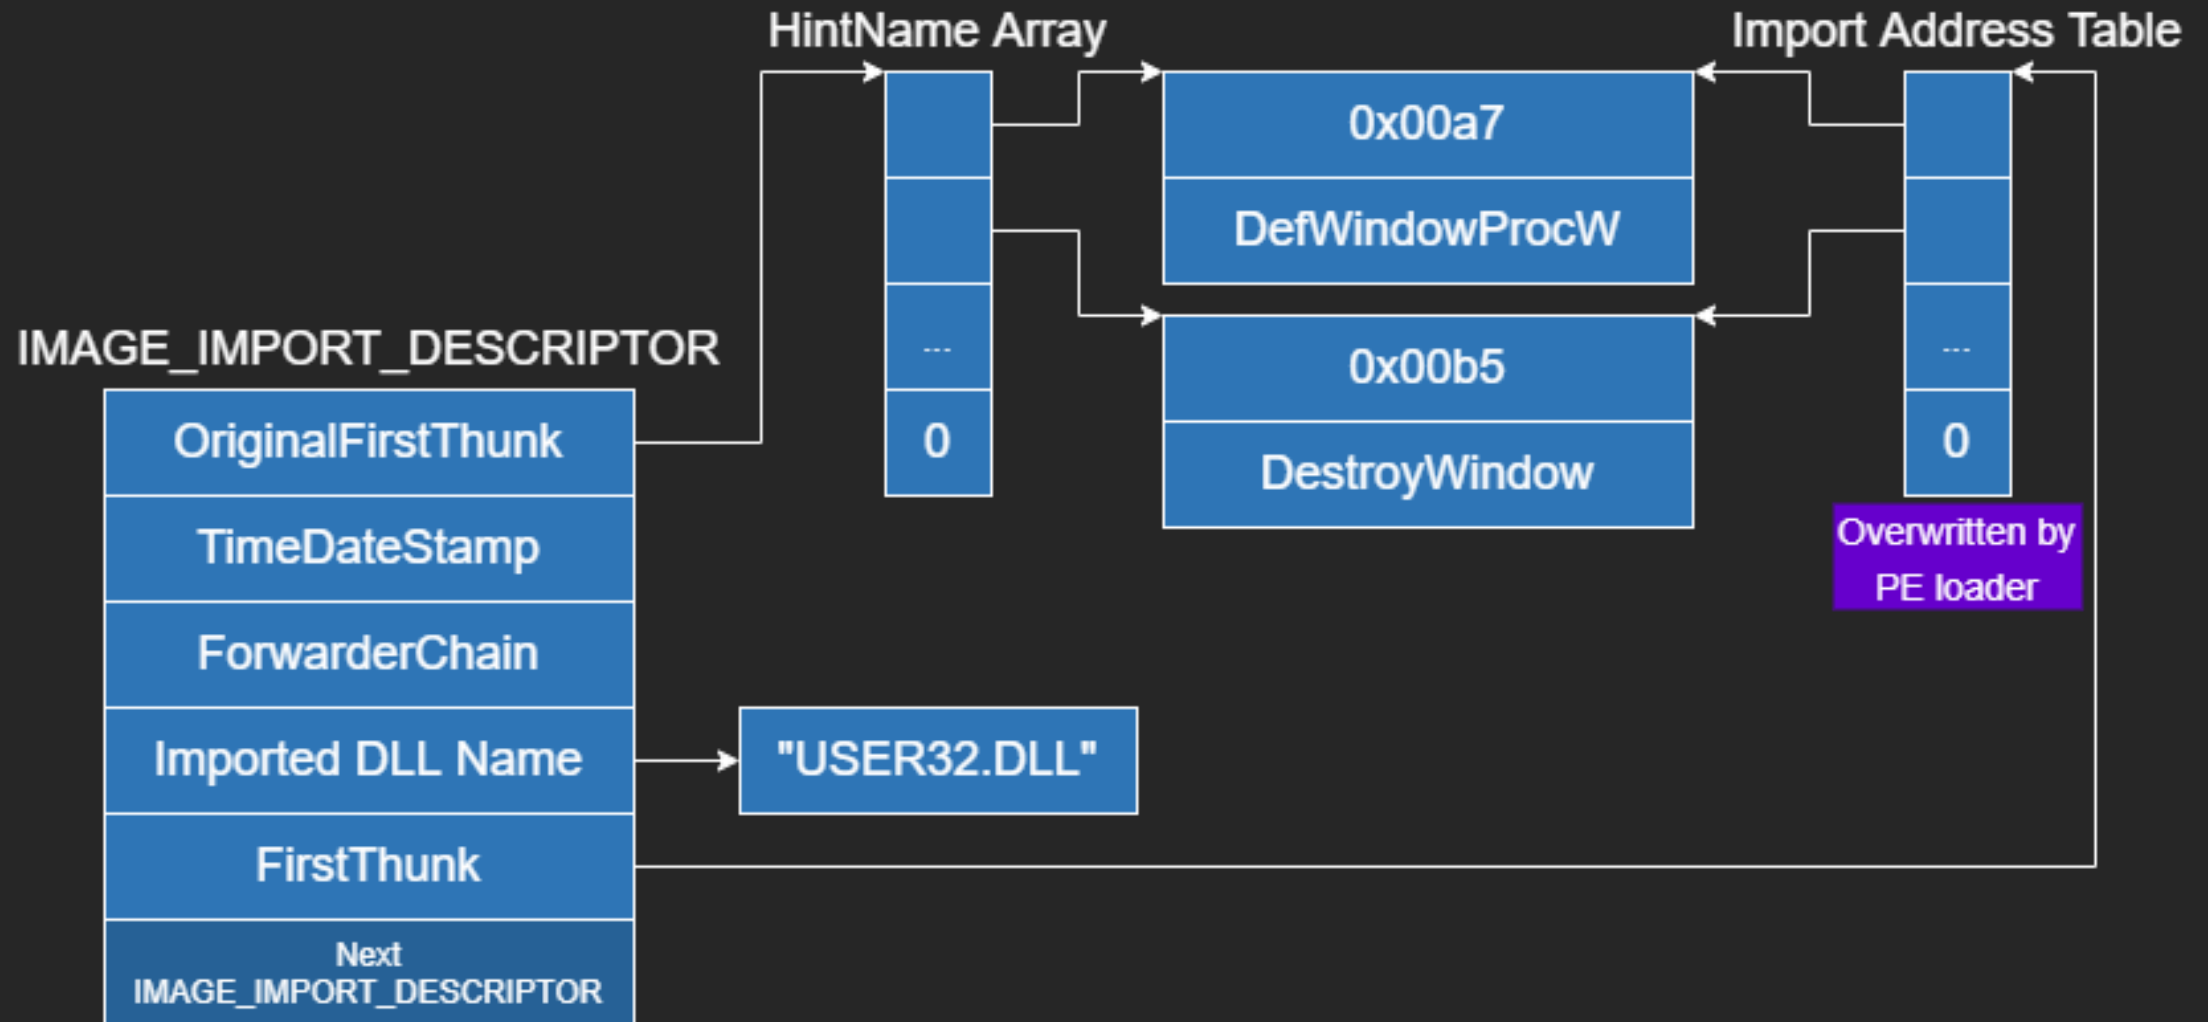 HintName Array
Import Address Table
0x00a7
DefWindowProcW
...
0
0x00b5
DestroyWindow
...
0
Overwritten by
PE loader
IMAGE_IMPORT_DESCRIPTOR
OriginalFirstThunk
TimeDateStamp
ForwarderChain
Imported DLL Name
"USER32.DLL"
FirstThunk
Next
IMAGE_IMPORT_DESCRIPTOR